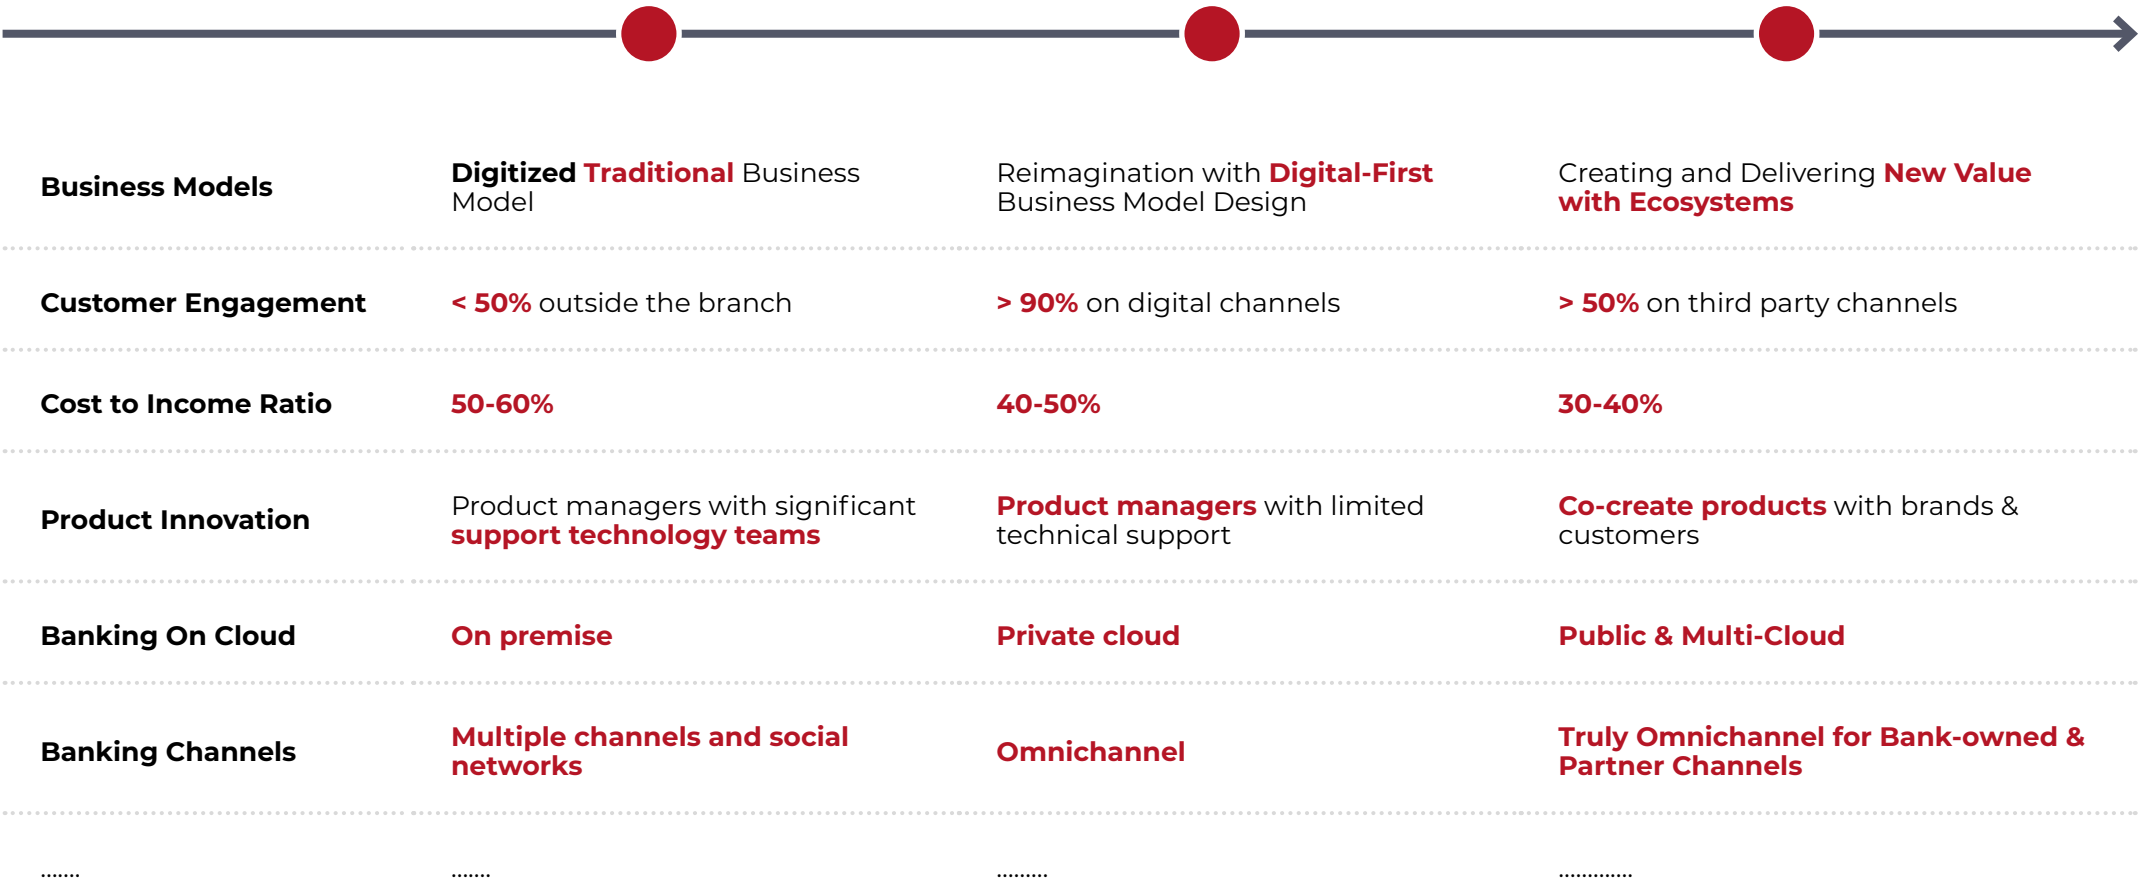 Business Models
Digitized Traditional Business
Model
Reimagination with Digital-First
Business Model Design
Creating and Delivering New Value
with Ecosystems
Customer Engagement
< 50% outside the branch
> 90% on digital channels
> 50% on third party channels
Cost to Income Ratio
50-60%
40-50%
30-40%
Product Innovation
Product managers with significant
support technology teams
Product managers with limited
technical support
Co-create products with brands &
customers
Banking On Cloud
On premise
Private cloud
Public & Multi-Cloud
Banking Channels
Multiple channels and social
networks
Omnichannel
Truly Omnichannel for Bank-owned &
Partner Channels
.......
.......
.........
.............